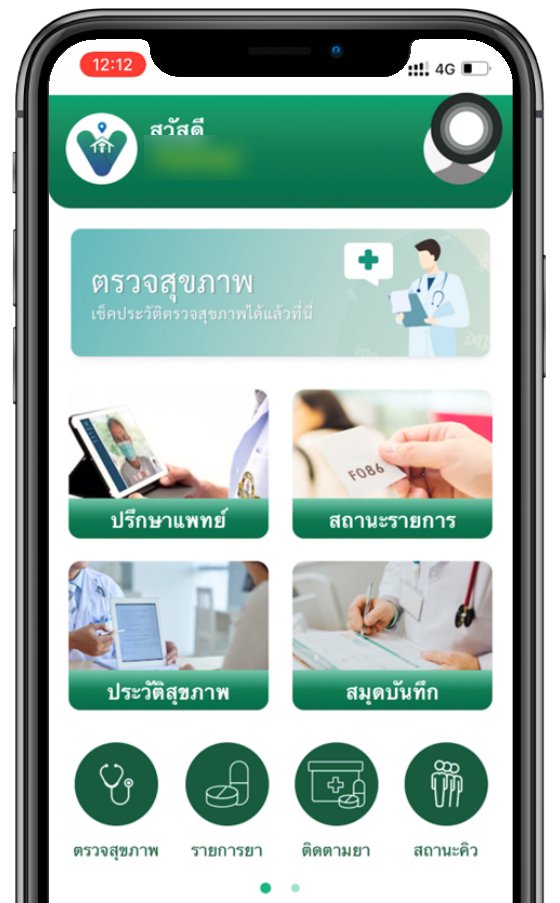 12:12
4G
สวัสดี
ตรวจสุขภาพ
เช็คประวัติตรวจสุขภาพได้แล้วที่นี่
F086
ปรึกษาแพทย์
สถานะรายการ
ประวัติสุขภาพ
สมุดบันทึก
ตรวจสุขภาพ
รายการยา
ติดตามยา
สถานะคิว